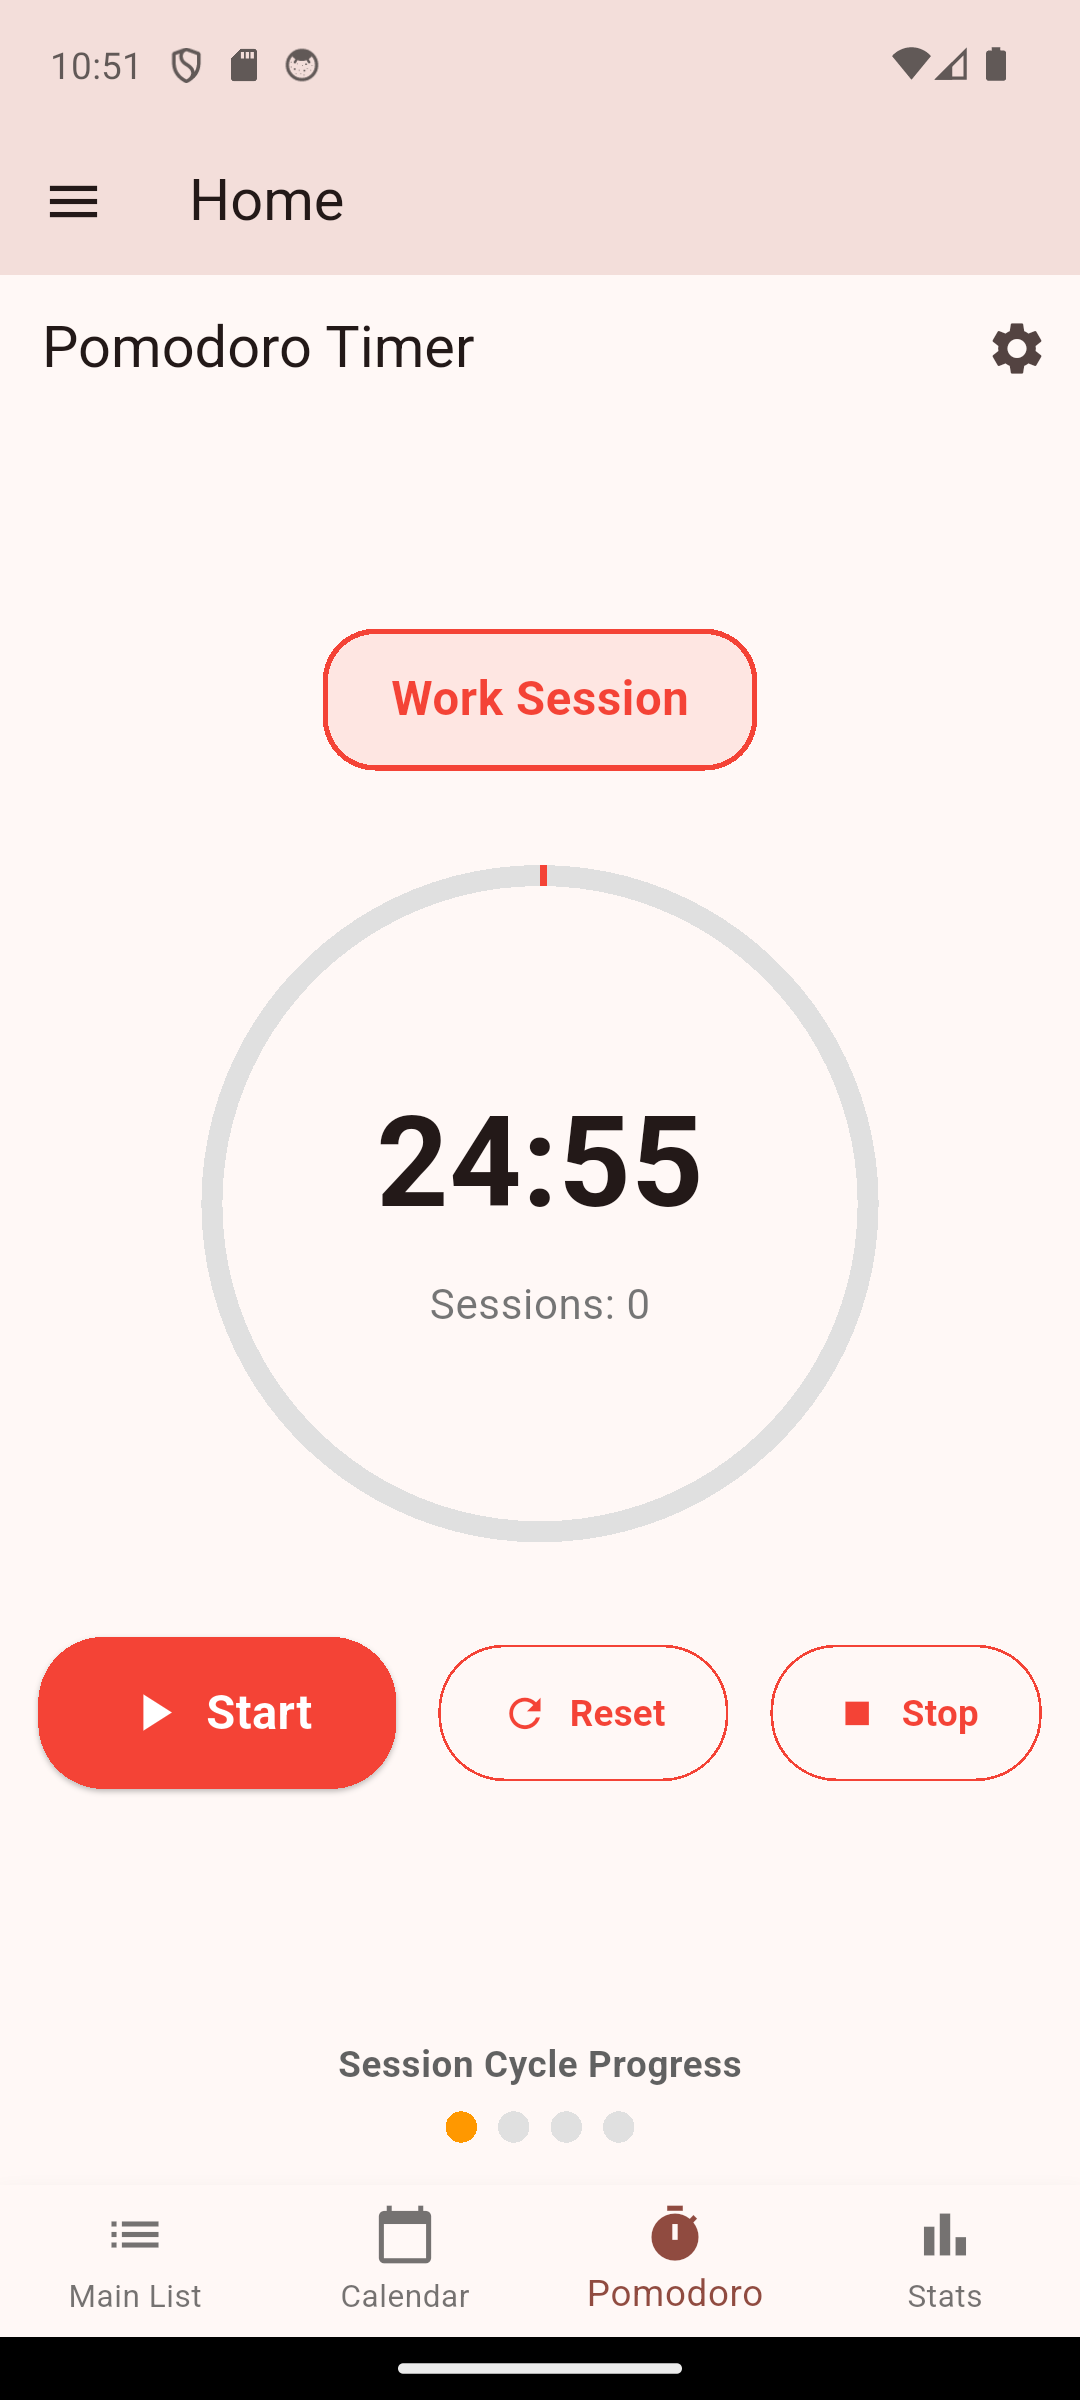 10:51
Home
Pomodoro Timer
Work Session
24:55
Sessions: 0
Start
Reset
Stop
Session Cycle Progress
Main List
Calendar
Pomodoro
Stats